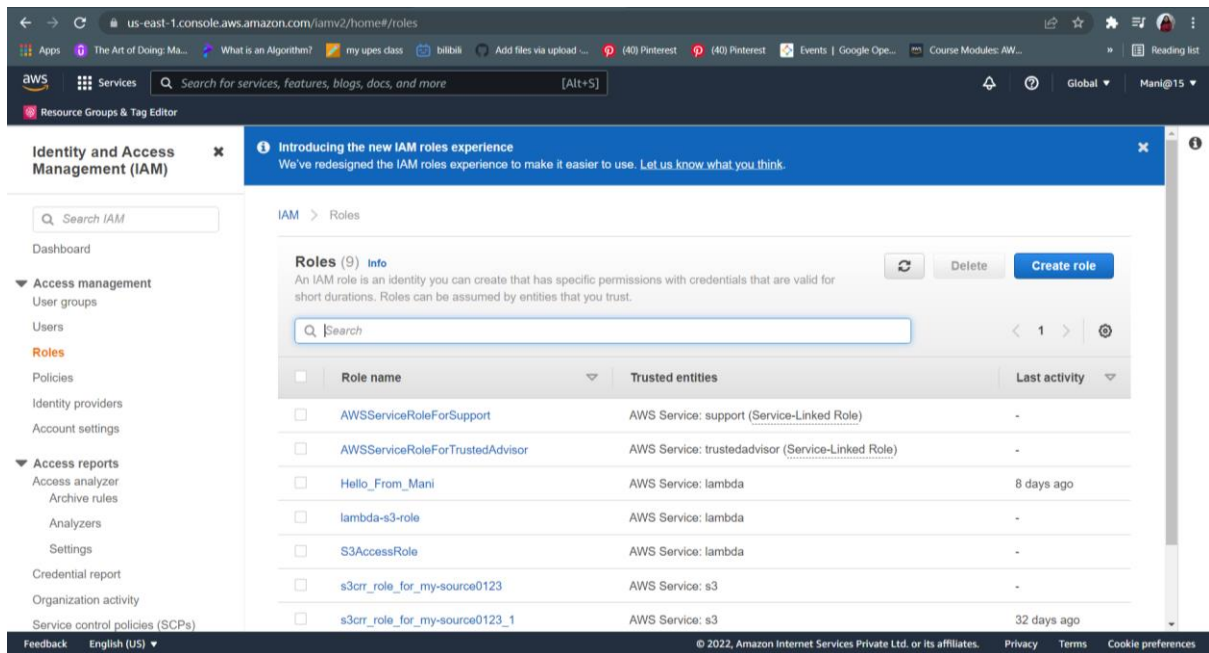 us-east-1.console.aws.amazon.com/iamv2/home#/roles
Apps The Art of Doing: Ma... What is an Algorithm? my upes class bilibili Add files via upload ·... (40) Pinterest (40) Pinterest Events | Google Ope... Course Modules: AW... » Reading list
aws Services Search for services, features, blogs, docs, and more [Alt+S] Global Mani@15
Resource Groups & Tag Editor
Identity and Access
Management (IAM)
Search IAM
Dashboard
Access management
User groups
Users
Roles
Policies
Identity providers
Account settings
Access reports
Access analyzer
Archive rules
Analyzers
Settings
Credential report
Organization activity
Service control policies (SCPs)
Introducing the new IAM roles experience
We've redesigned the IAM roles experience to make it easier to use. Let us know what you think.
IAM > Roles
Roles (9) Info
An IAM role is an identity you can create that has specific permissions with credentials that are valid for
short durations. Roles can be assumed by entities that you trust.
Delete Create role
Search
< 1 >
Role name Trusted entities Last activity
AWSServiceRoleForSupport AWS Service: support (Service-Linked Role) -
AWSServiceRoleForTrustedAdvisor AWS Service: trustedadvisor (Service-Linked Role) -
Hello_From_Mani AWS Service: lambda 8 days ago
lambda-s3-role AWS Service: lambda -
S3AccessRole AWS Service: lambda -
s3crr_role_for_my-source0123 AWS Service: s3 -
s3crr_role_for_my-source0123_1 AWS Service: s3 32 days ago
Feedback English (US) © 2022, Amazon Internet Services Private Ltd. or its affiliates. Privacy Terms Cookie preferences